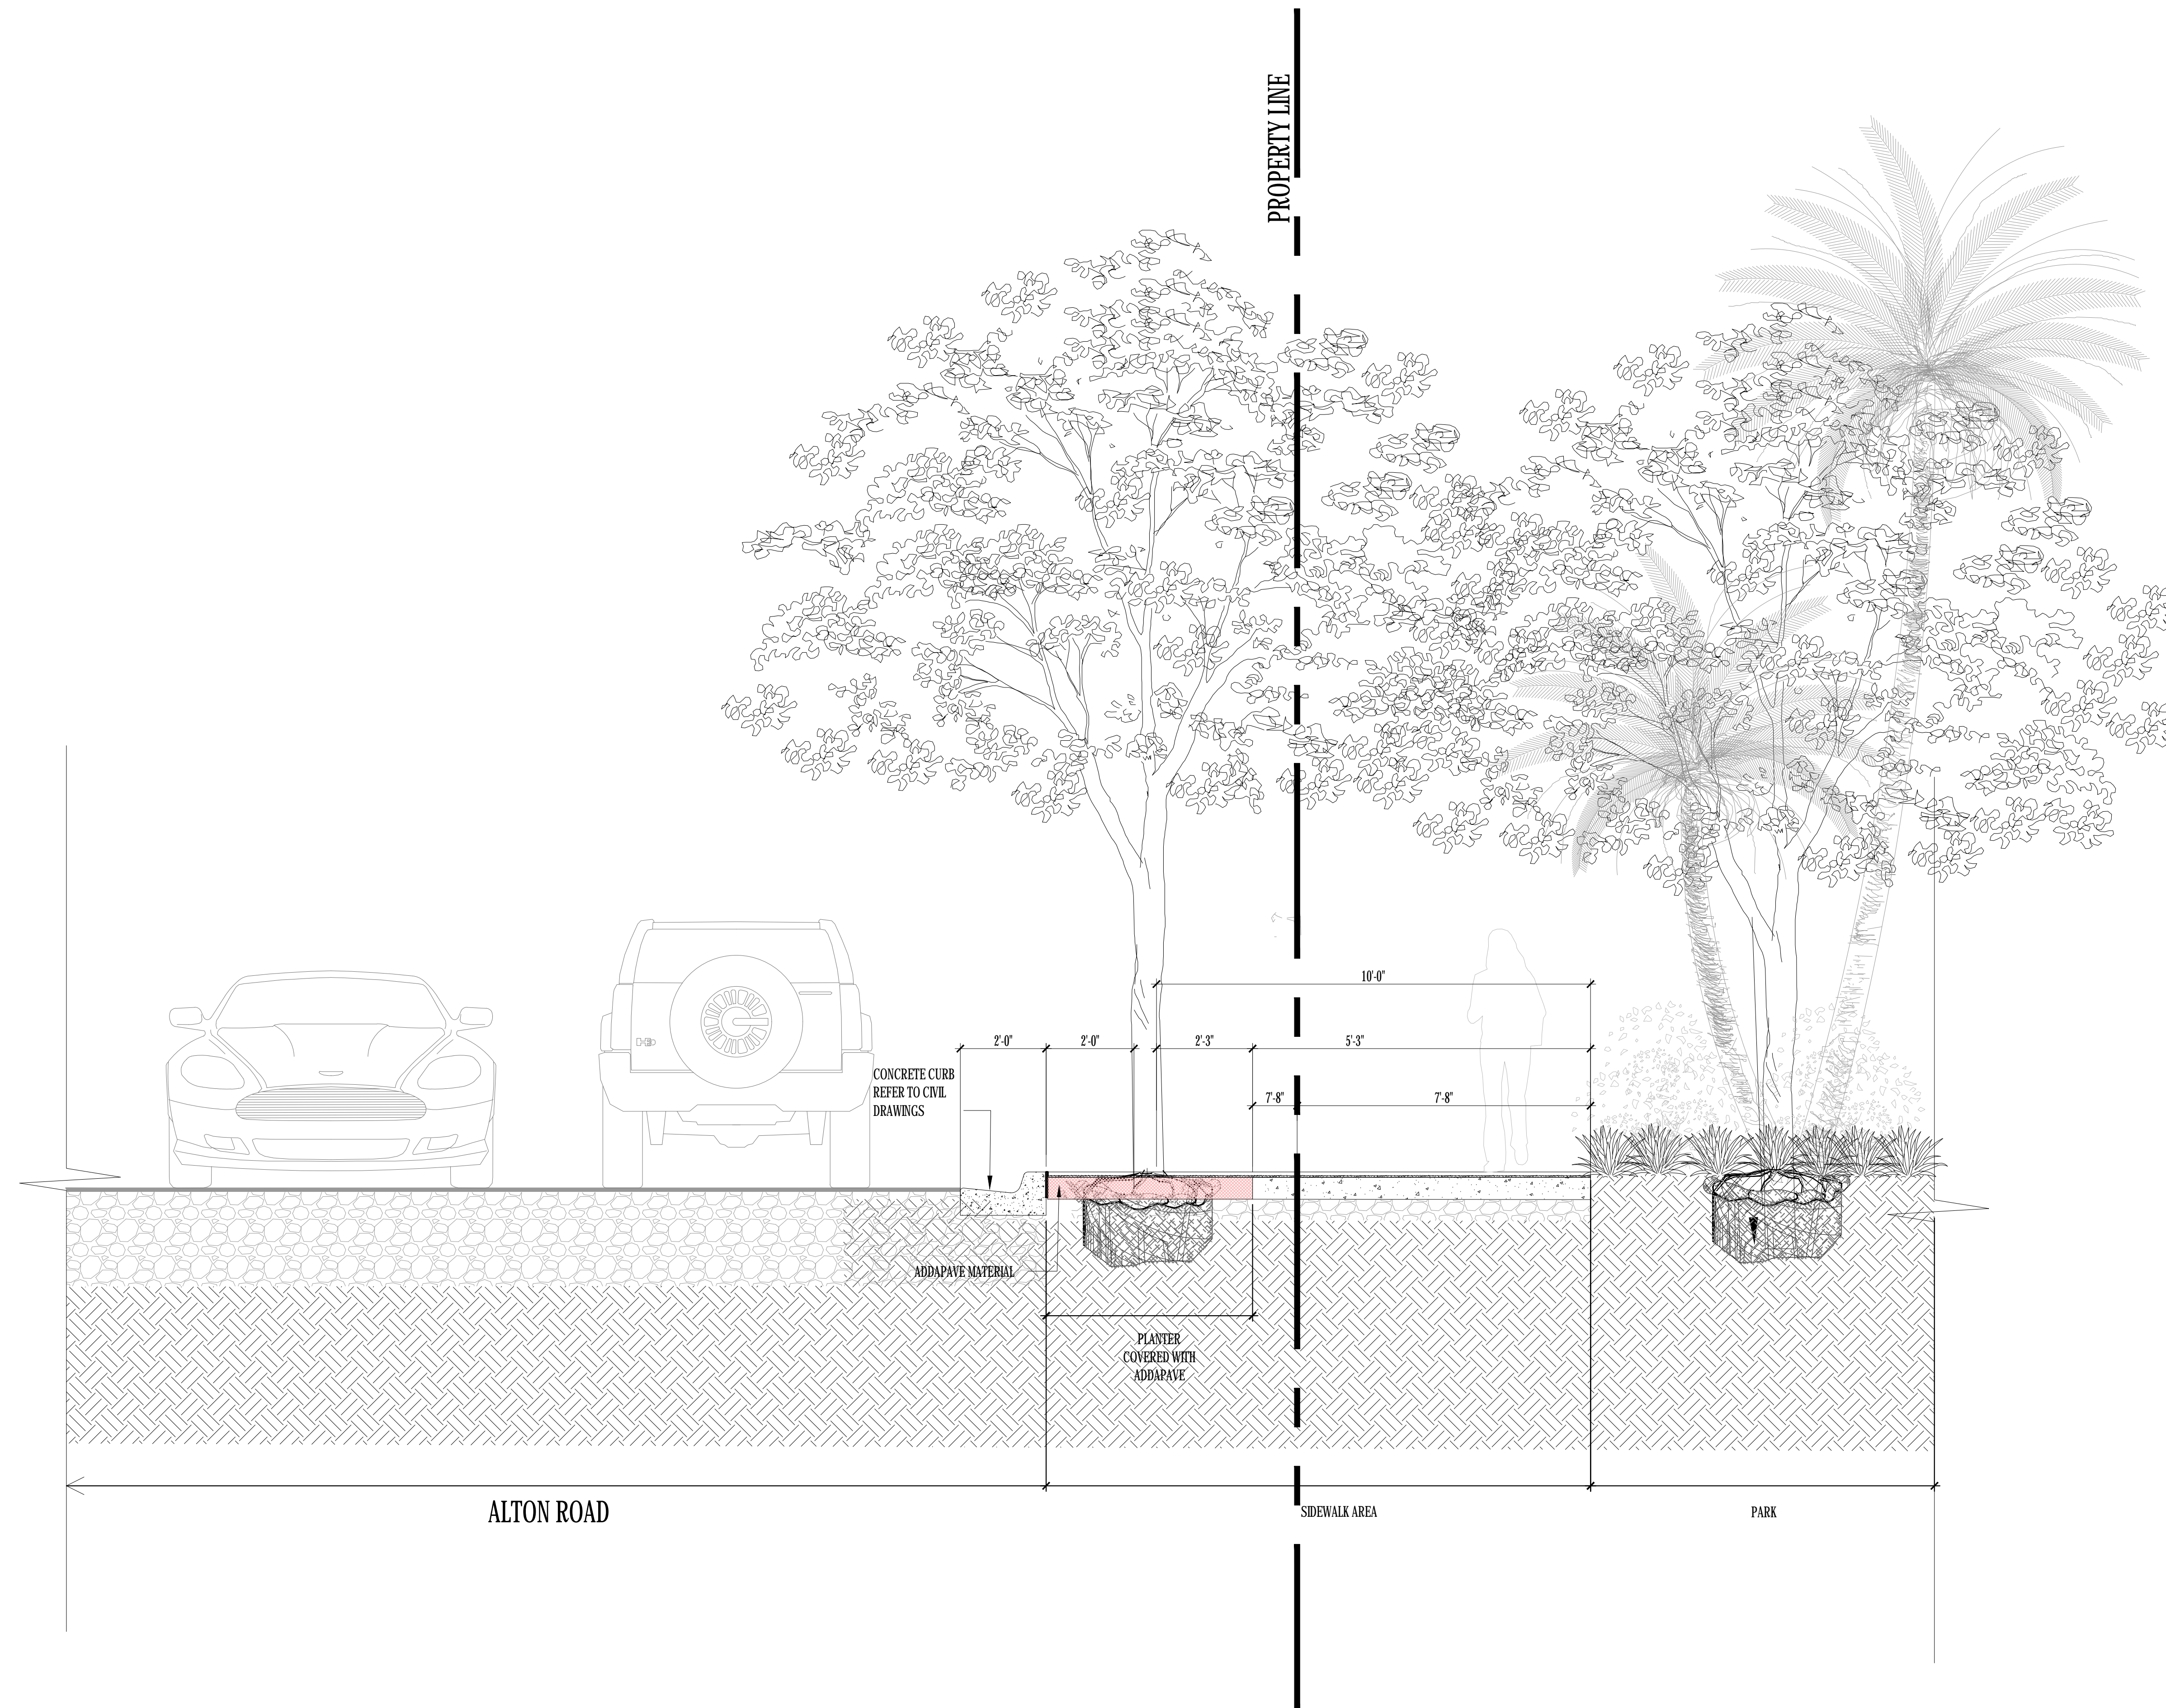 PROPERTY LINE
10'-0"
2'-0"
2'-0"
2'-3"
5'-3"
CONCRETE CURB
REFER TO CIVIL
DRAWINGS
7'-8"
7'-8"
ADDAPAVE MATERIAL
PLANTER
COVERED WITH
ADDAPAVE
ALTON ROAD
SIDEWALK AREA
PARK